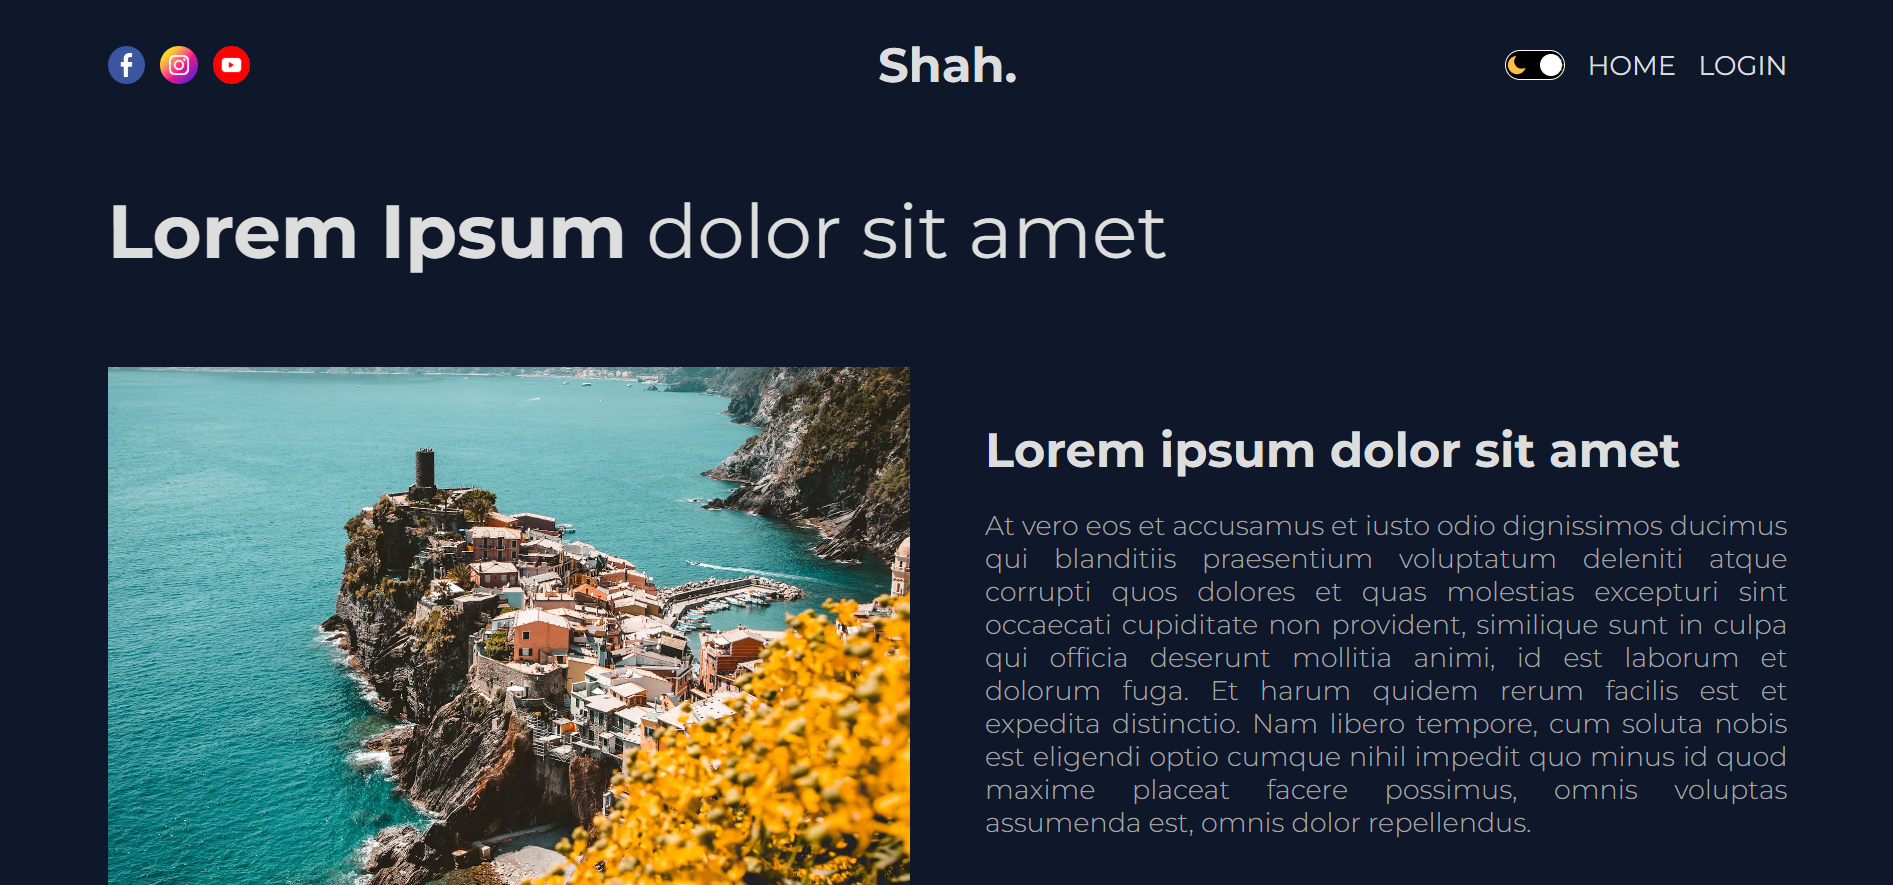 Shah.
HOME LOGIN
Lorem Ipsum dolor sit amet
Lorem ipsum dolor sit amet
At vero eos et accusamus et iusto odio dignissimos ducimus
qui blanditiis praesentium voluptatum deleniti atque
corrupti quos dolores et quas molestias excepturi sint
occaecati cupiditate non provident, similique sunt in culpa
qui officia deserunt mollitia animi, id est laborum et
dolorum fuga. Et harum quidem rerum facilis est et
expedita distinctio. Nam libero tempore, cum soluta nobis
est eligendi optio cumque nihil impedit quo minus id quod
maxime placeat facere possimus, omnis voluptas
assumenda est, omnis dolor repellendus.